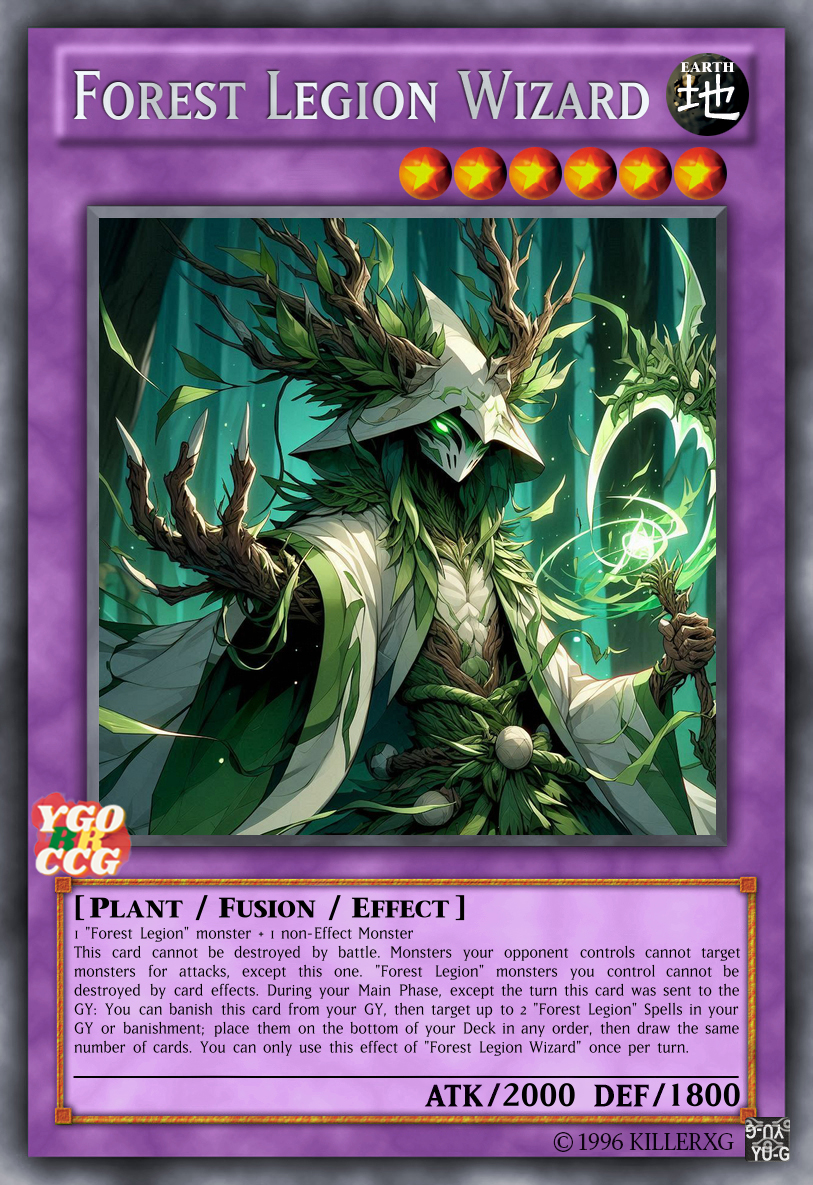 Forest Legion Wizard
EARTH
地
YGO
RR
CCG
[ Plant / Fusion / Effect ]
1 "Forest Legion" monster + 1 non-Effect Monster
This card cannot be destroyed by battle. Monsters your opponent controls cannot target
monsters for attacks, except this one. "Forest Legion" monsters you control cannot be
destroyed by card effects. During your Main Phase, except the turn this card was sent to the
GY: You can banish this card from your GY, then target up to 2 "Forest Legion" Spells in your
GY or banishment; place them on the bottom of your Deck in any order, then draw the same
number of cards. You can only use this effect of "Forest Legion Wizard" once per turn.
ATK/2000 DEF/1800
© 1996 KILLERXG
YU-G
YU-G